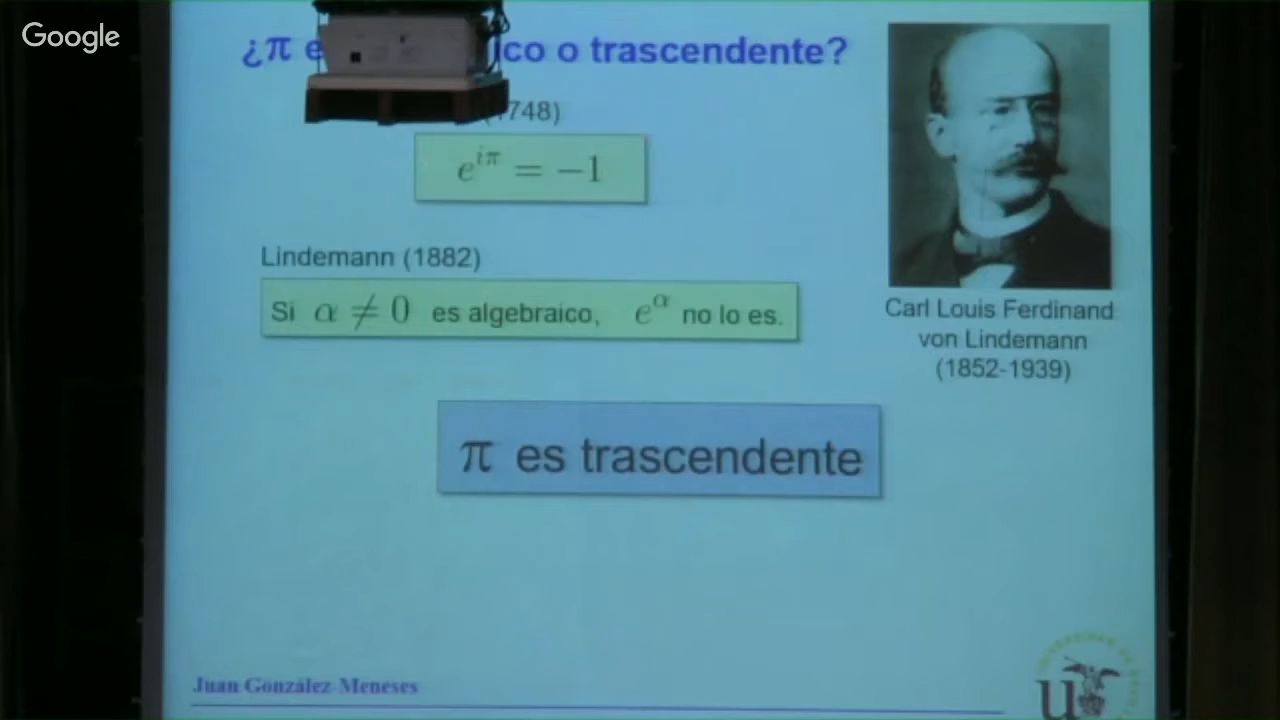 Google
¿π e ico o trascendente?
748)
e^{iπ} = −1
Lindemann (1882)
Si α ≠ 0 es algebraico, e^α no lo es.
Carl Louis Ferdinand
von Lindemann
(1852-1939)
π es trascendente
Juan González-Meneses